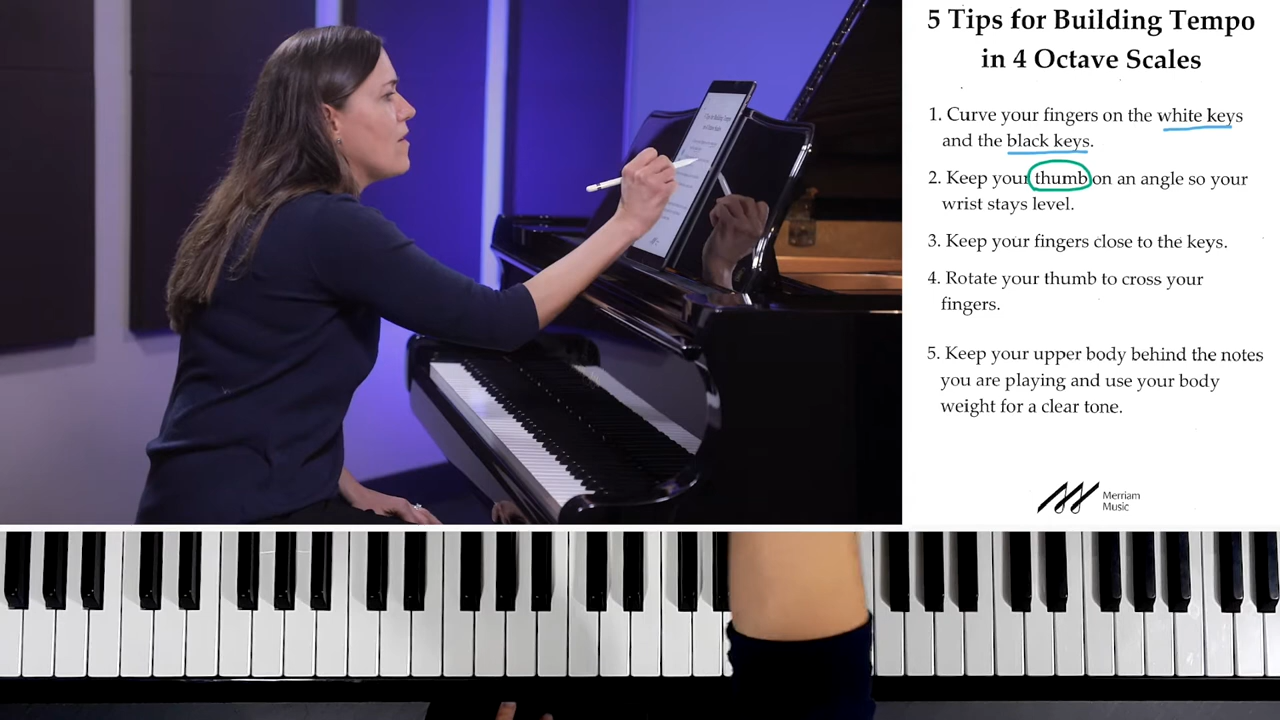 5 Tips for Building Tempo
in 4 Octave Scales
1. Curve your fingers on the white keys
and the black keys.
2. Keep your thumb on an angle so your
wrist stays level.
3. Keep your fingers close to the keys.
4. Rotate your thumb to cross your
fingers.
5. Keep your upper body behind the notes
you are playing and use your body
weight for a clear tone.
Merriam
Music